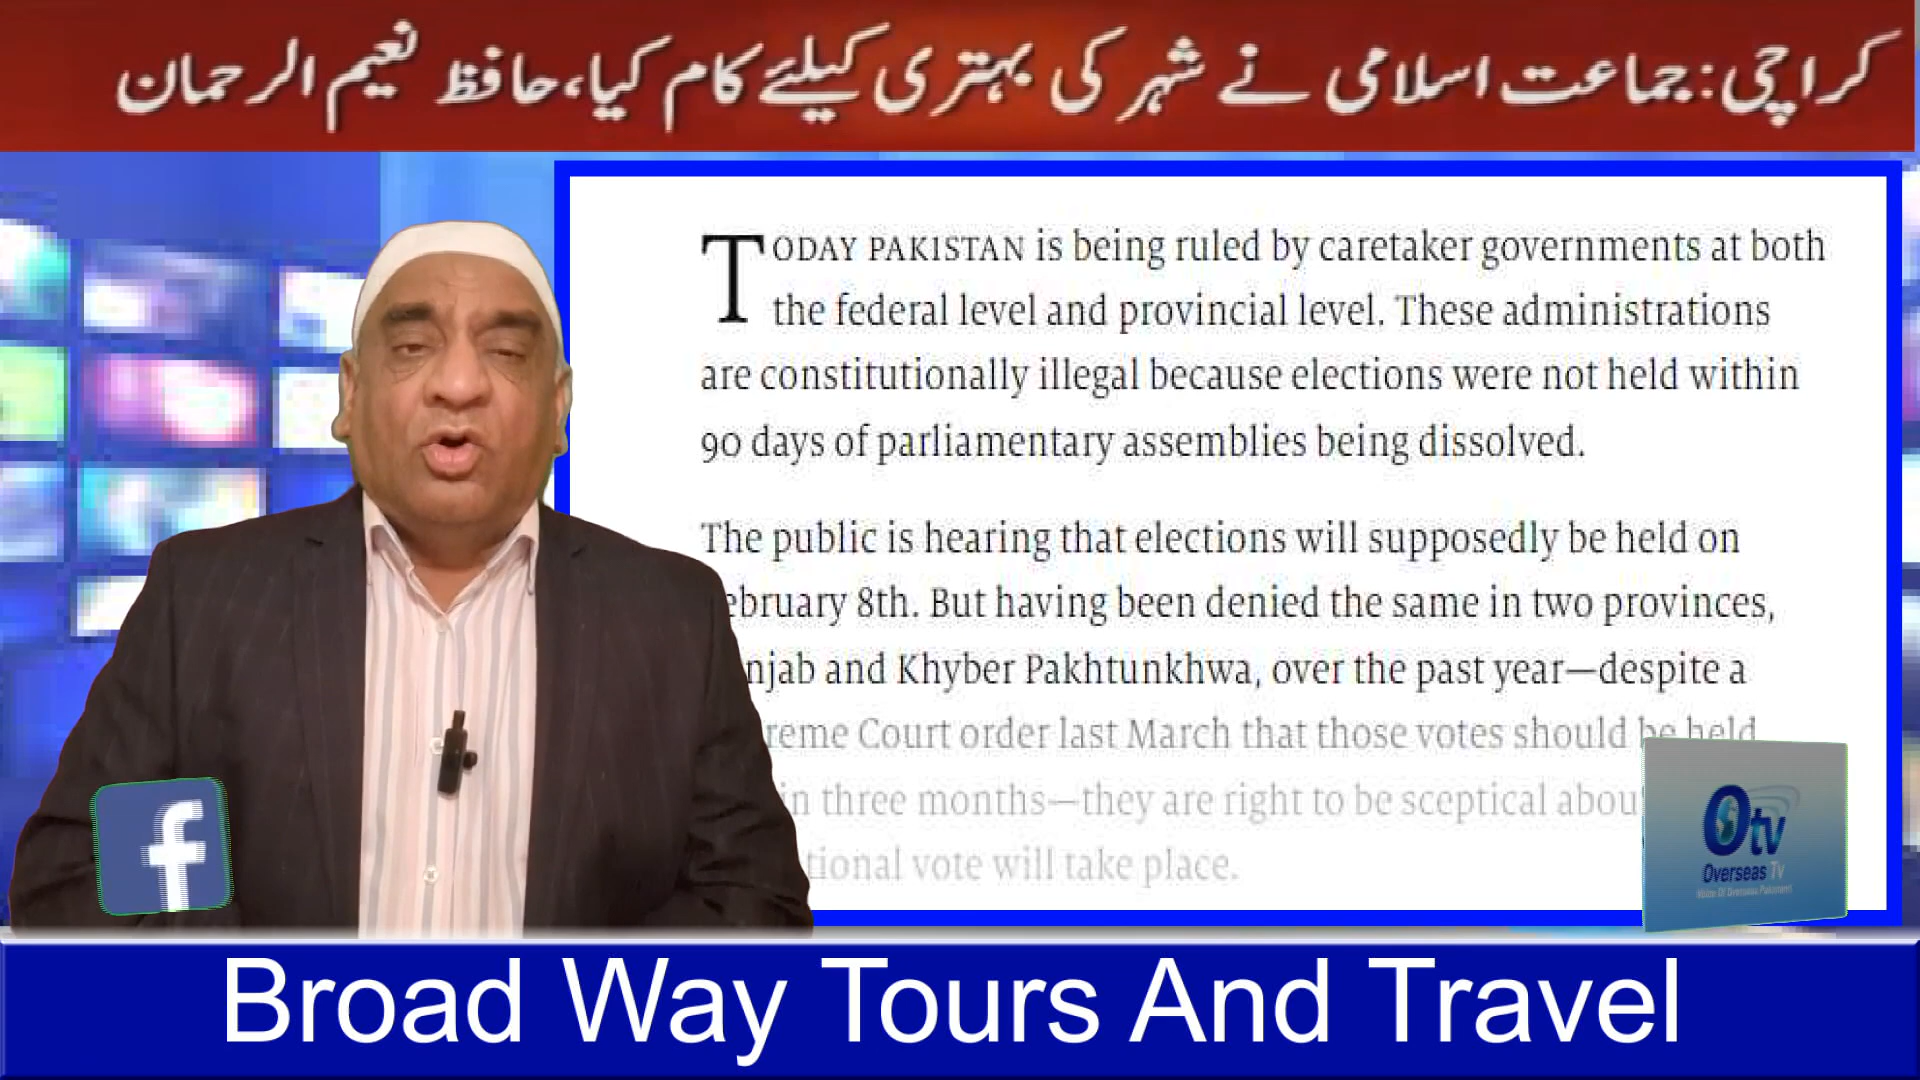 کراچی: جماعت اسلامی نے شہر کی بہتری کیلئے کام کیا، حافظ نعیم الرحمان
TODAY PAKISTAN is being ruled by caretaker governments at both
the federal level and provincial level. These administrations
are constitutionally illegal because elections were not held within
90 days of parliamentary assemblies being dissolved.
The public is hearing that elections will supposedly be held on
ebruary 8th. But having been denied the same in two provinces,
njab and Khyber Pakhtunkhwa, over the past year—despite a
reme Court order last March that those votes should be held
in three months—they are right to be sceptical abou
tional vote will take place.
f
Otv
Overseas Tv
Voice Of Overseas Pakistani
Broad Way Tours And Travel